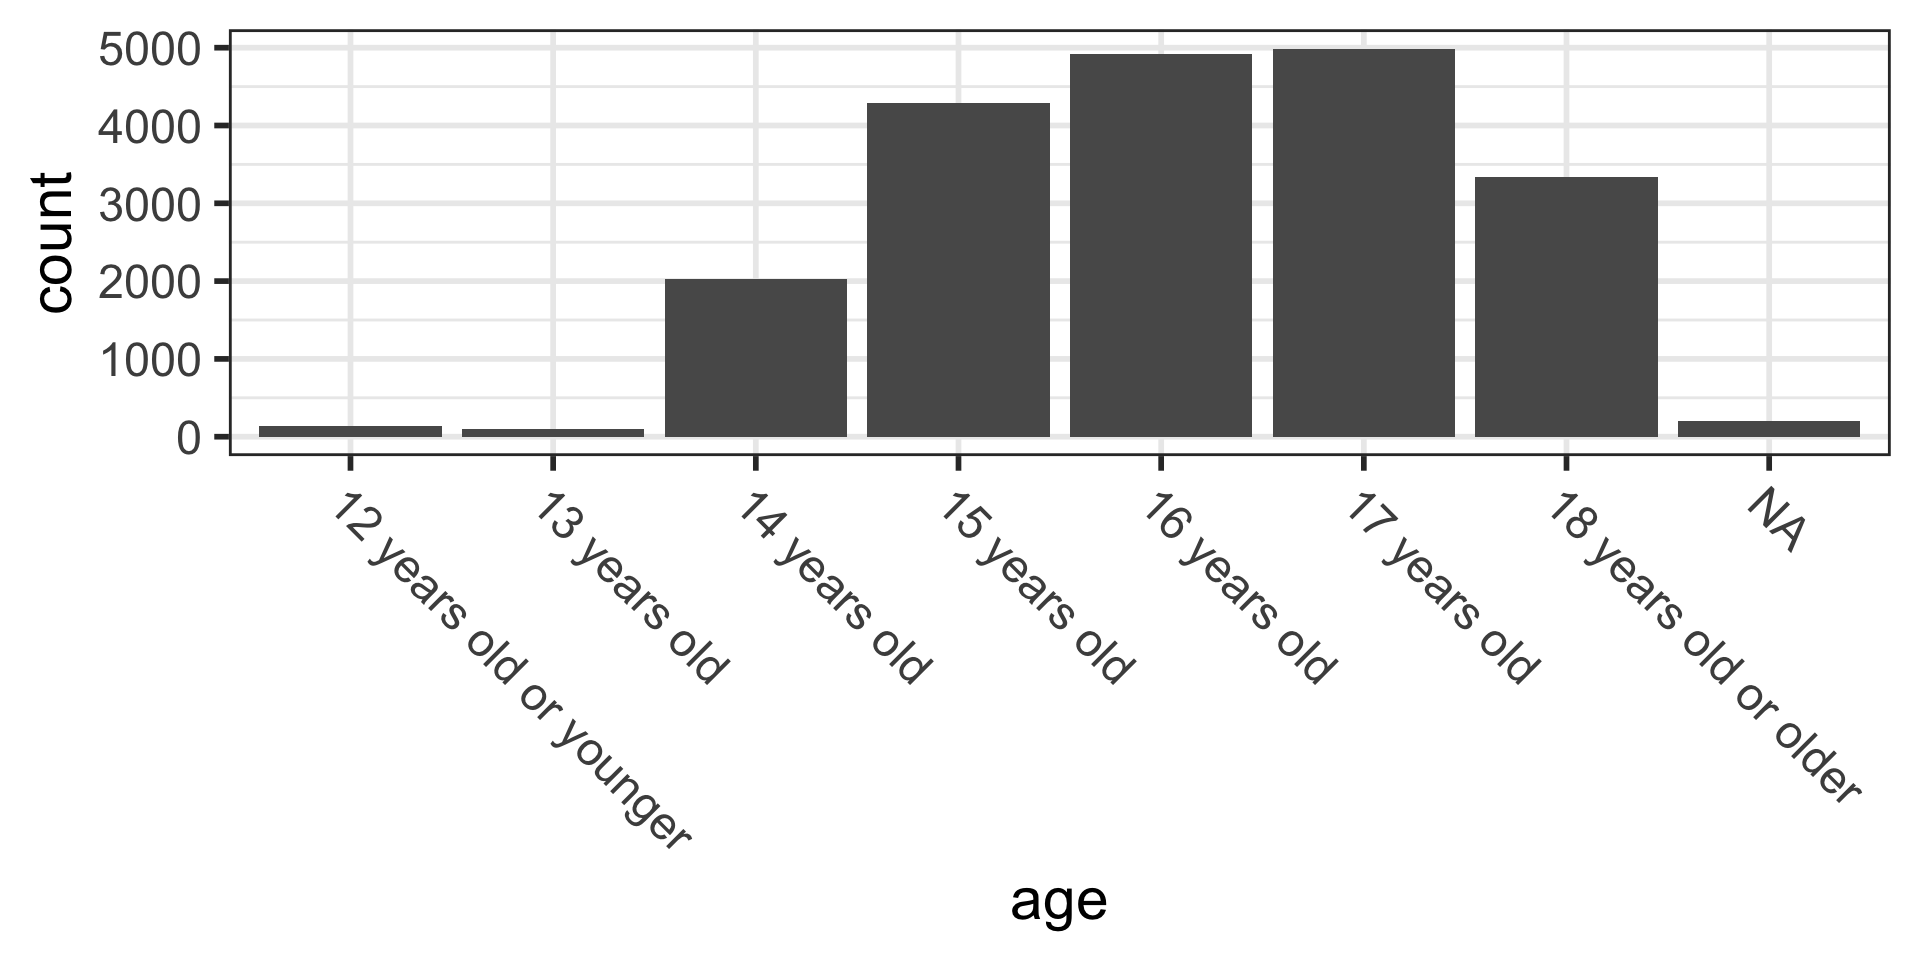 5000
4000
3000
2000
1000
0
count
12 years old or younger
13 years old
14 years old
15 years old
16 years old
17 years old
18 years old or older
NA
age